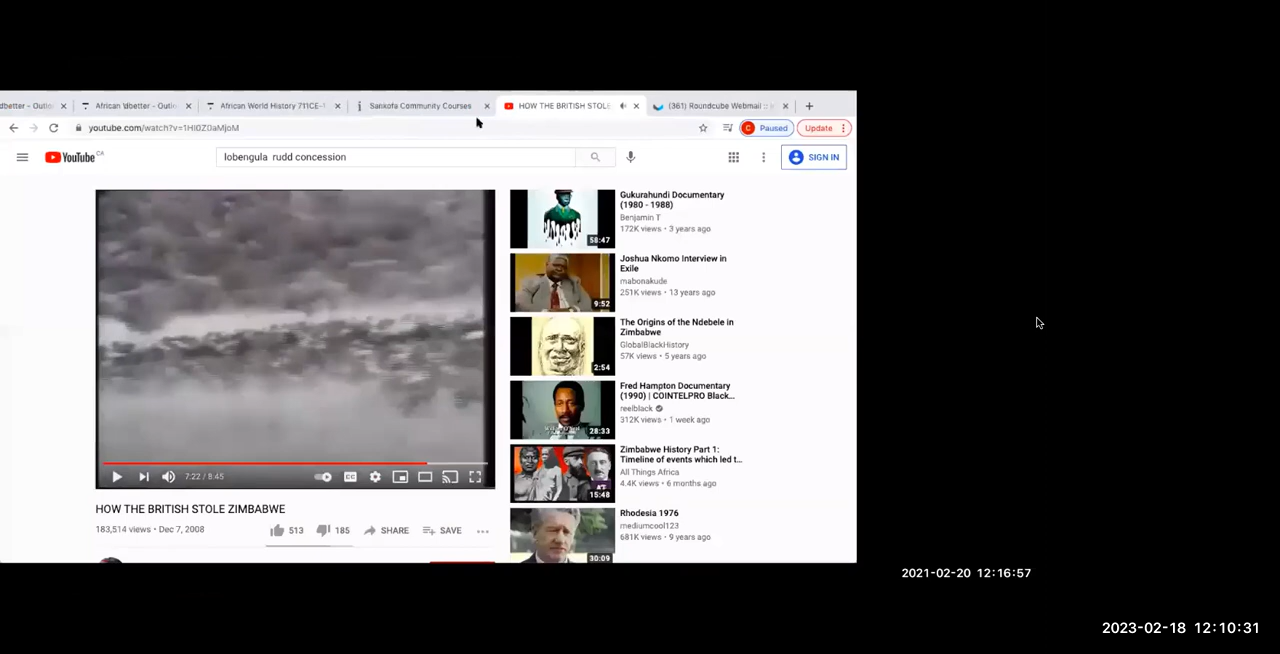 dbetter - Outlo
African \dbetter - Outlo
African World History 711CE-1
Sankofa Community Courses
HOW THE BRITISH STOLE
(361) Roundcube Webmail ::
youtube.com/watch?v=1HI0Z0aMjoM
Paused
Update
YouTube CA
lobengula rudd concession
SIGN IN
Gukurahundi Documentary
(1980 - 1988)
Benjamin T
172K views • 3 years ago
58:47
Joshua Nkomo Interview in
Exile
mabonakude
251K views • 13 years ago
9:52
The Origins of the Ndebele in
Zimbabwe
GlobalBlackHistory
57K views • 5 years ago
2:54
Fred Hampton Documentary
(1990) | COINTELPRO Black...
reelblack
312K views • 1 week ago
28:33
Zimbabwe History Part 1:
Timeline of events which led t...
All Things Africa
4.4K views • 6 months ago
15:48
Rhodesia 1976
mediumcool123
681K views • 9 years ago
30:09
7:22 / 8:45
CC
HOW THE BRITISH STOLE ZIMBABWE
183,514 views • Dec 7, 2008
513
185
SHARE
SAVE
2021-02-20 12:16:57
2023-02-18 12:10:31